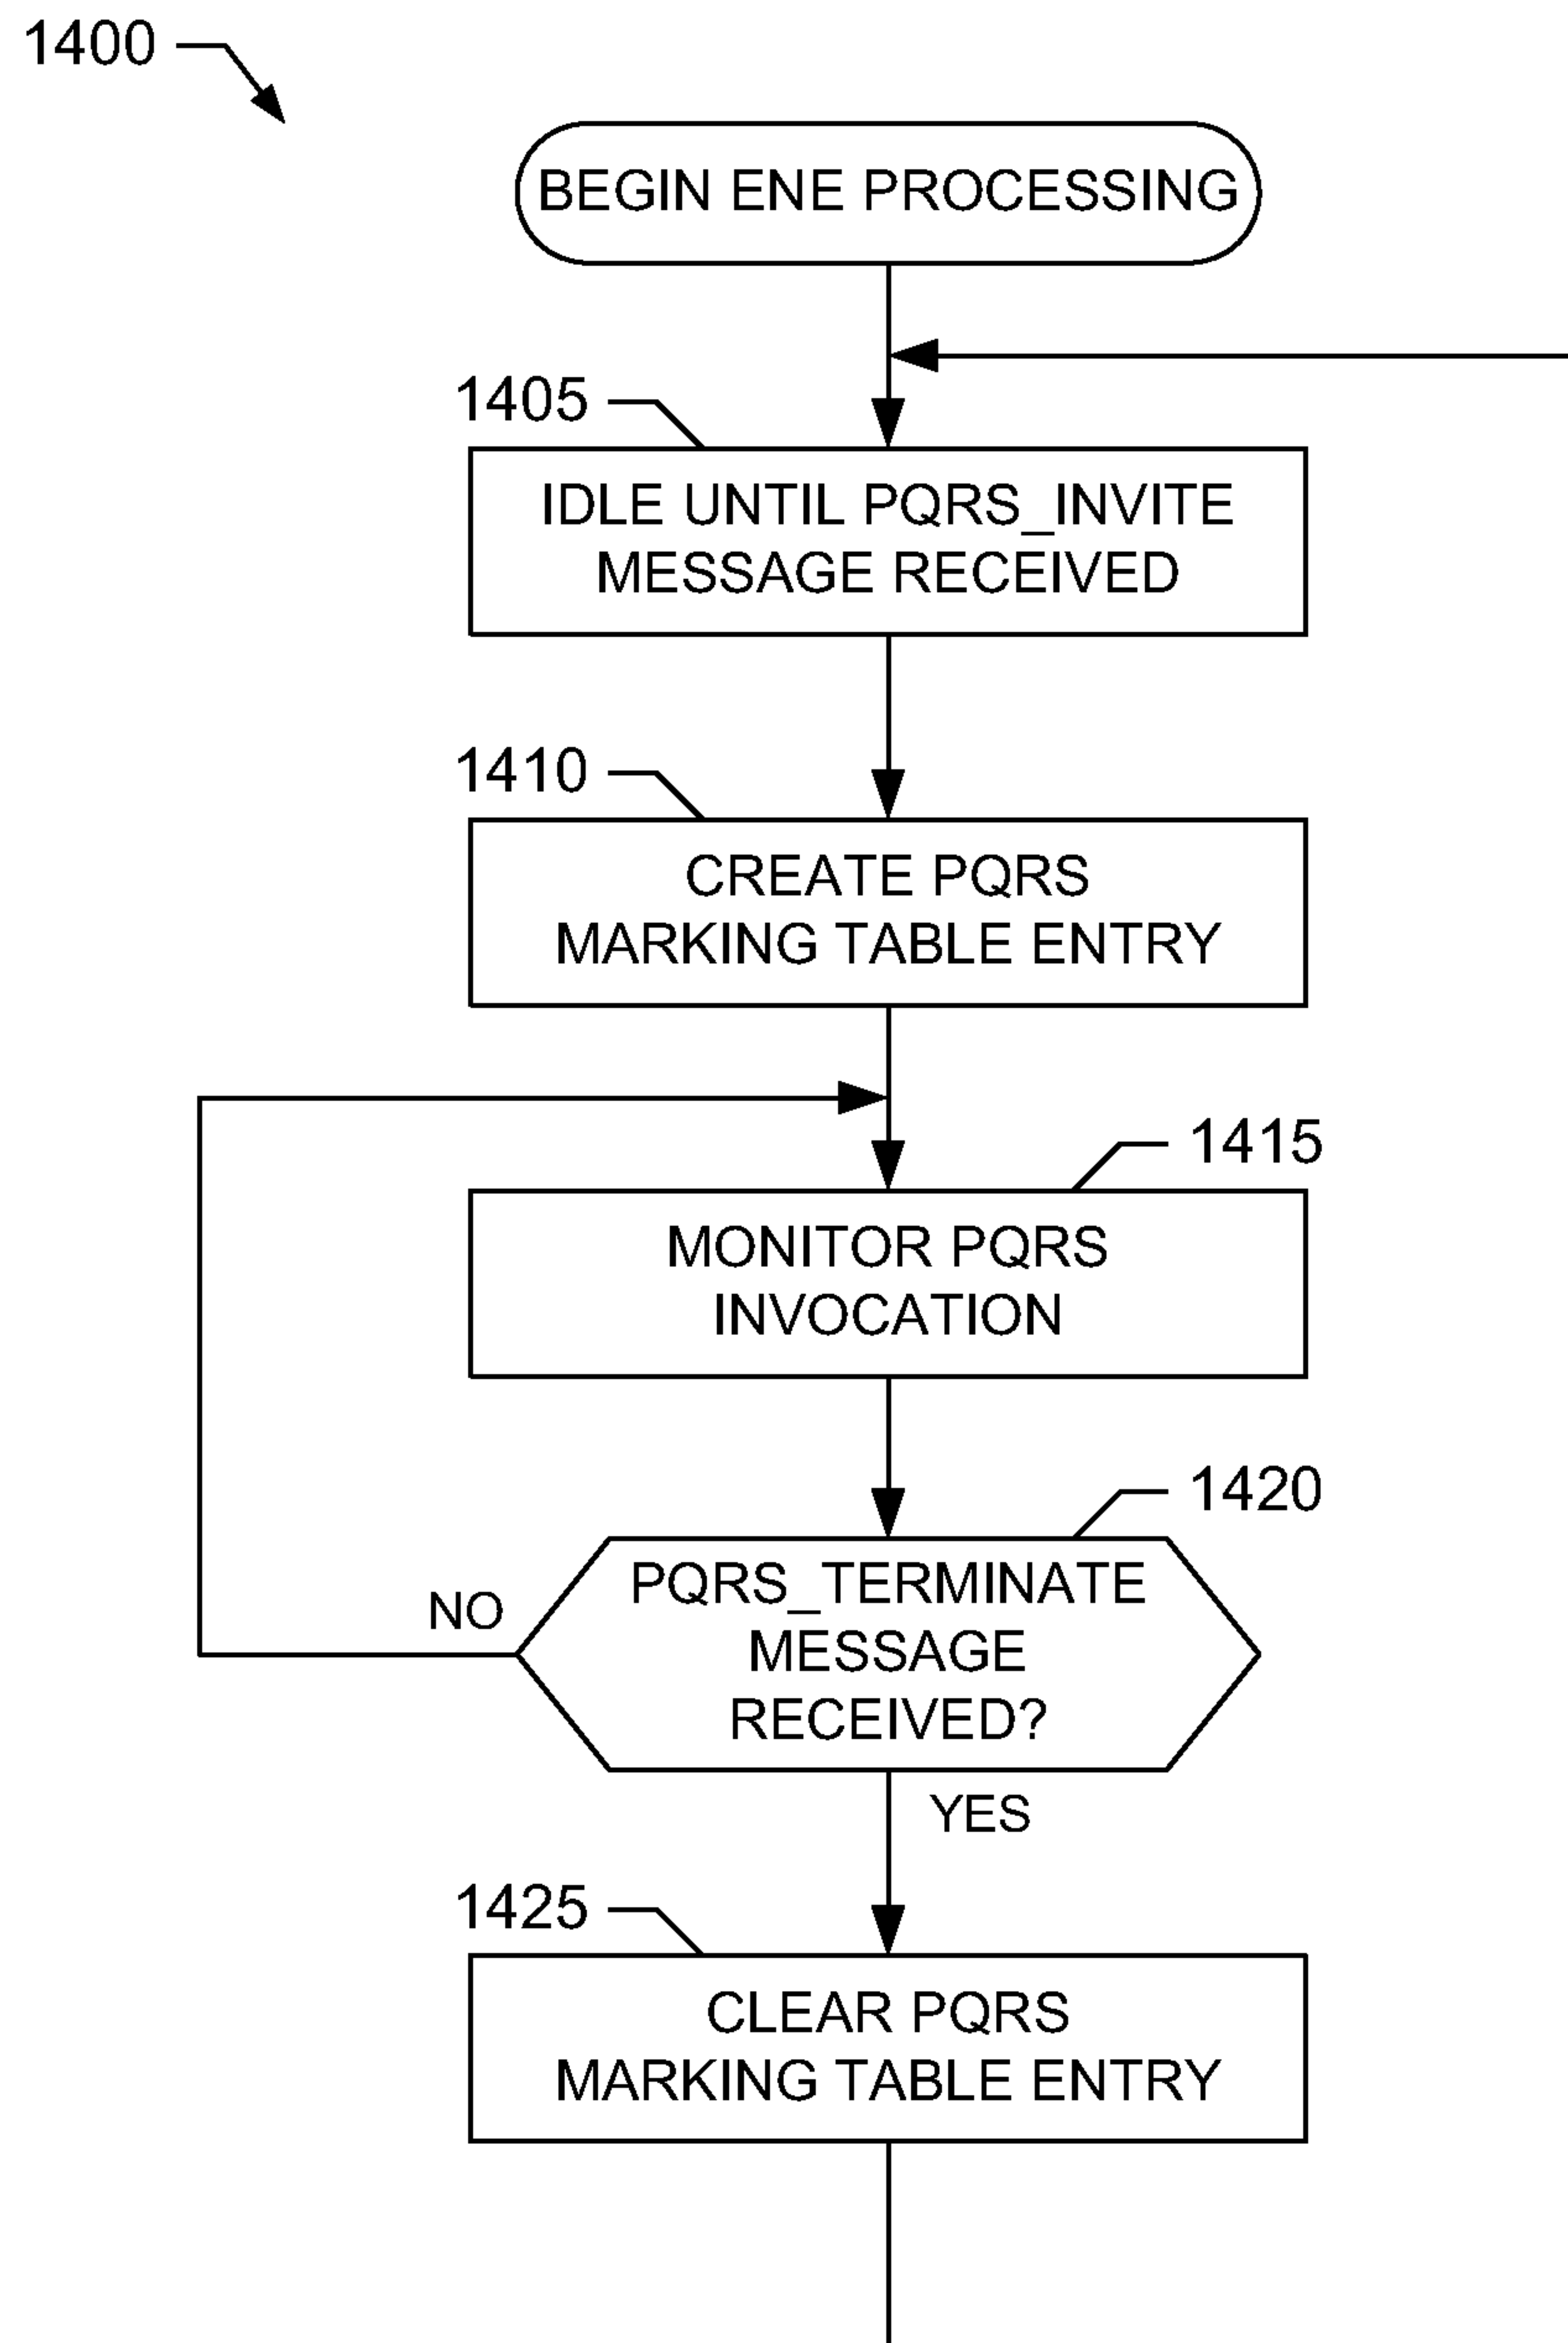 1400
BEGIN ENE PROCESSING
1405
IDLE UNTIL PQRS_INVITE
MESSAGE RECEIVED
1410
CREATE PQRS
MARKING TABLE ENTRY
1415
MONITOR PQRS
INVOCATION
1420
PQRS_TERMINATE
MESSAGE
RECEIVED?
NO
YES
1425
CLEAR PQRS
MARKING TABLE ENTRY